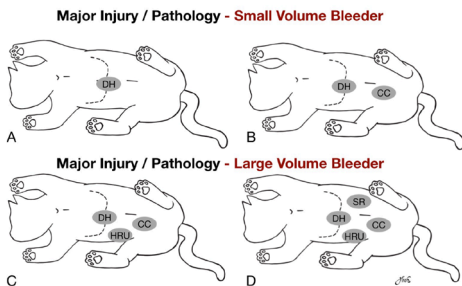 Major Injury / Pathology - Small Volume Bleeder
DH
A
DH
CC
B
Major Injury / Pathology - Large Volume Bleeder
DH
CC
HRU
C
SR
DH
CC
HRU
D